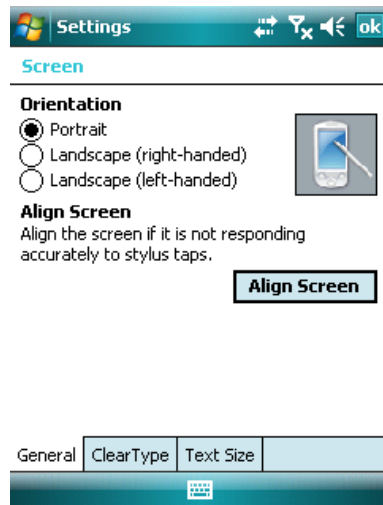 Settings
ok
Screen
Orientation
Portrait
Landscape (right-handed)
Landscape (left-handed)
Align Screen
Align the screen if it is not responding
accurately to stylus taps.
Align Screen
General
ClearType
Text Size